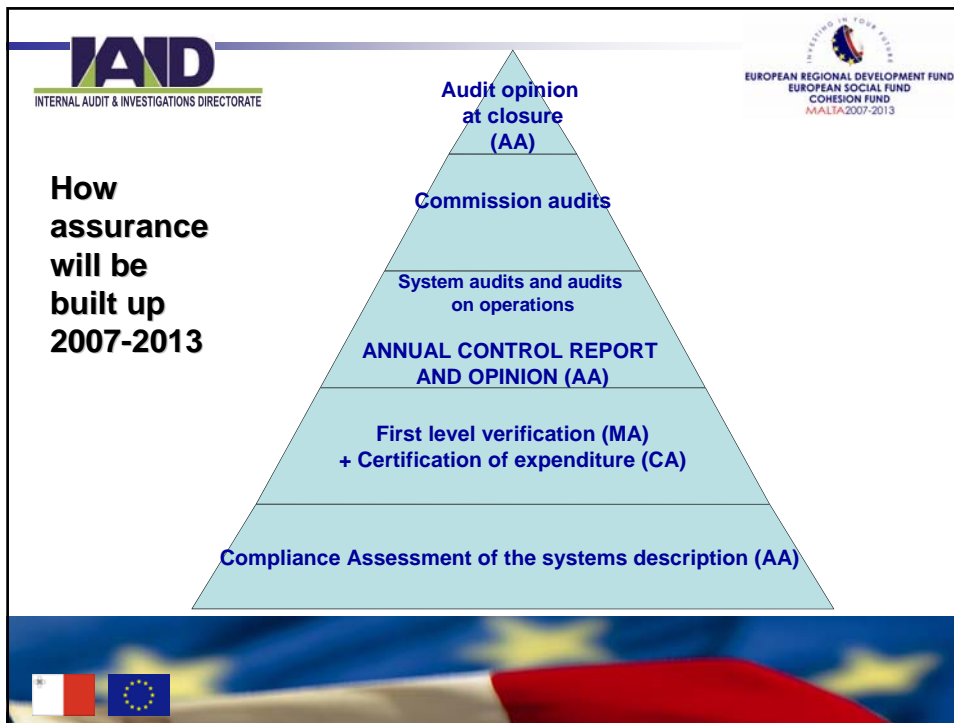 IAID
INTERNAL AUDIT & INVESTIGATIONS DIRECTORATE
INVESTING IN YOUR FUTURE
EUROPEAN REGIONAL DEVELOPMENT FUND
EUROPEAN SOCIAL FUND
COHESION FUND
MALTA2007-2013
How
assurance
will be
built up
2007-2013
Audit opinion
at closure
(AA)
Commission audits
System audits and audits
on operations
ANNUAL CONTROL REPORT
AND OPINION (AA)
First level verification (MA)
+ Certification of expenditure (CA)
Compliance Assessment of the systems description (AA)